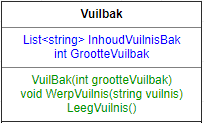 Vuilbak
List<string> InhoudVuilnisBak
int GrootteVuilbak
VuilBak(int grootteVuilbak)
void WerpVuilnis(string vuilnis)
LeegVuilnis()